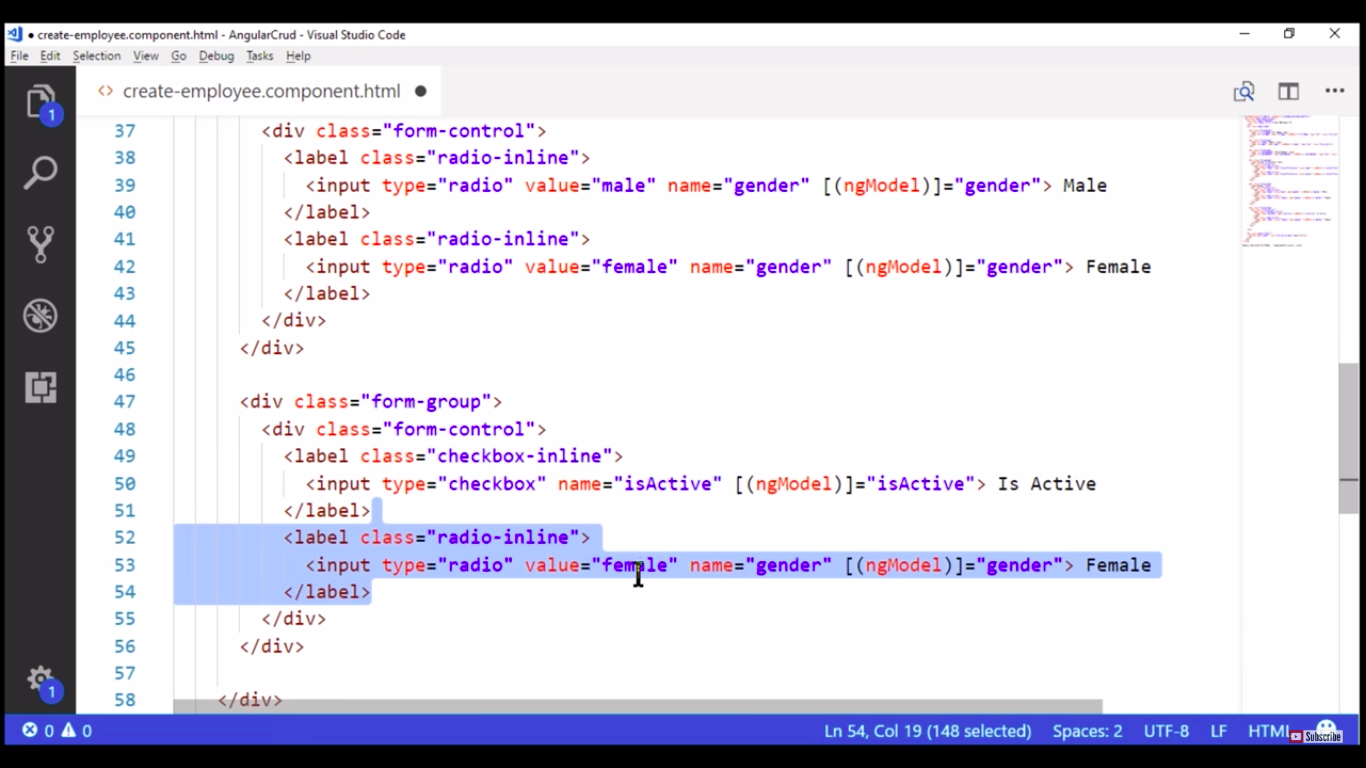 create-employee.component.html - AngularCrud - Visual Studio Code
File Edit Selection View Go Debug Tasks Help
<> create-employee.component.html
1
37 <div class="form-control">
38 <label class="radio-inline">
39 <input type="radio" value="male" name="gender" [(ngModel)]="gender"> Male
40 </label>
41 <label class="radio-inline">
42 <input type="radio" value="female" name="gender" [(ngModel)]="gender"> Female
43 </label>
44 </div>
45 </div>
46
47 <div class="form-group">
48 <div class="form-control">
49 <label class="checkbox-inline">
50 <input type="checkbox" name="isActive" [(ngModel)]="isActive"> Is Active
51 </label>
52 <label class="radio-inline">
53 <input type="radio" value="female" name="gender" [(ngModel)]="gender"> Female
54 </label>
55 </div>
56 </div>
57
58 </div>
1
0 0 Ln 54, Col 19 (148 selected) Spaces: 2 UTF-8 LF HTML Subscribe